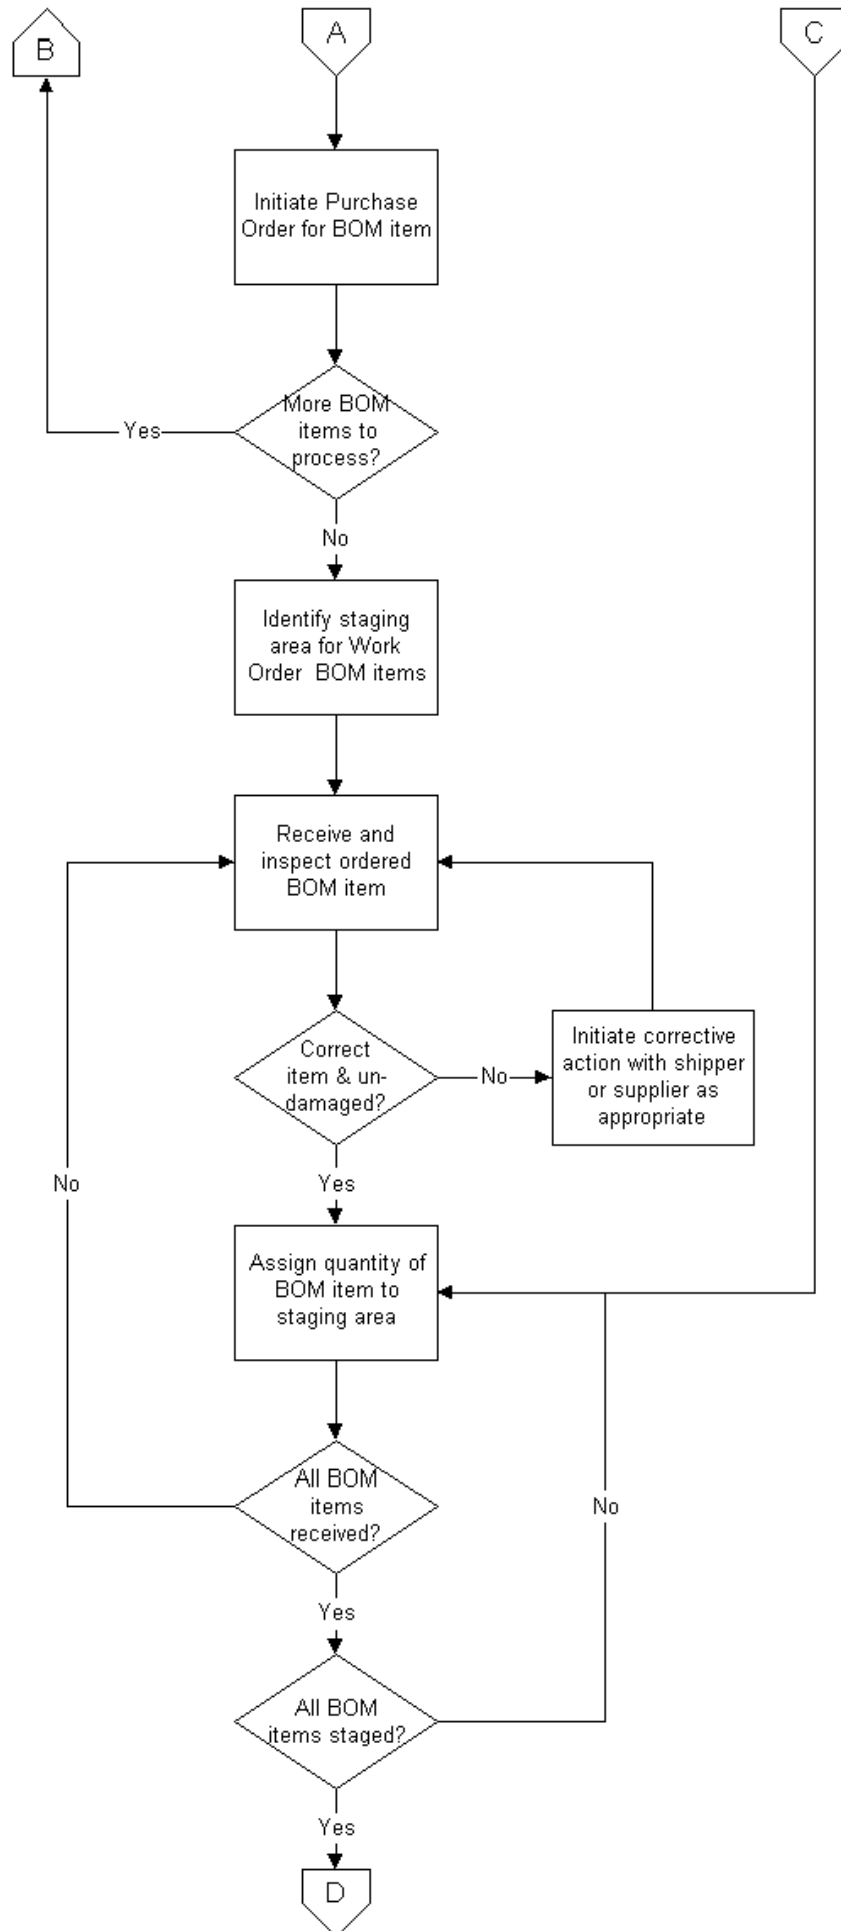 B
A
C
Initiate Purchase
Order for BOM item
More BOM
items to
process?
Yes
No
Identify staging
area for Work
Order BOM items
Receive and
inspect ordered
BOM item
Correct
item & un-
damaged?
No
Initiate corrective
action with shipper
or supplier as
appropriate
No
Yes
Assign quantity of
BOM item to
staging area
All BOM
items
received?
No
Yes
All BOM
items staged?
Yes
D